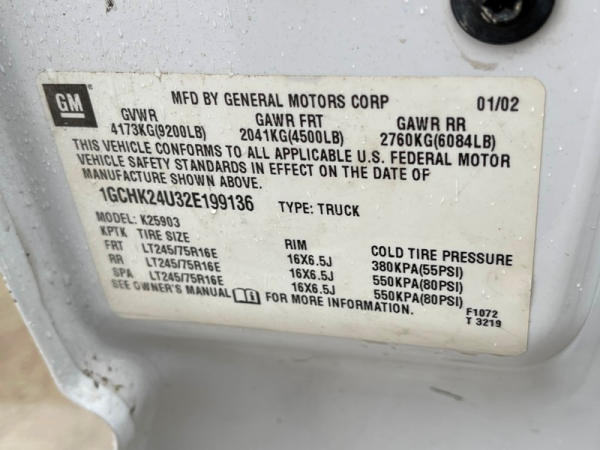 GM
MFD BY GENERAL MOTORS CORP 01/02
GVWR GAWR FRT GAWR RR
4173KG(9200LB) 2041KG(4500LB) 2760KG(6084LB)
THIS VEHICLE CONFORMS TO ALL APPLICABLE U.S. FEDERAL MOTOR
VEHICLE SAFETY STANDARDS IN EFFECT ON THE DATE OF
MANUFACTURE SHOWN ABOVE.
1GCHK24U32E199136 TYPE: TRUCK
MODEL: K25903
KPTK TIRE SIZE RIM COLD TIRE PRESSURE
FRT LT245/75R16E 16X6.5J 380KPA(55PSI)
RR LT245/75R16E 16X6.5J 550KPA(80PSI)
SPA LT245/75R16E 16X6.5J 550KPA(80PSI)
SEE OWNER'S MANUAL FOR MORE INFORMATION.
F1072
T 3219